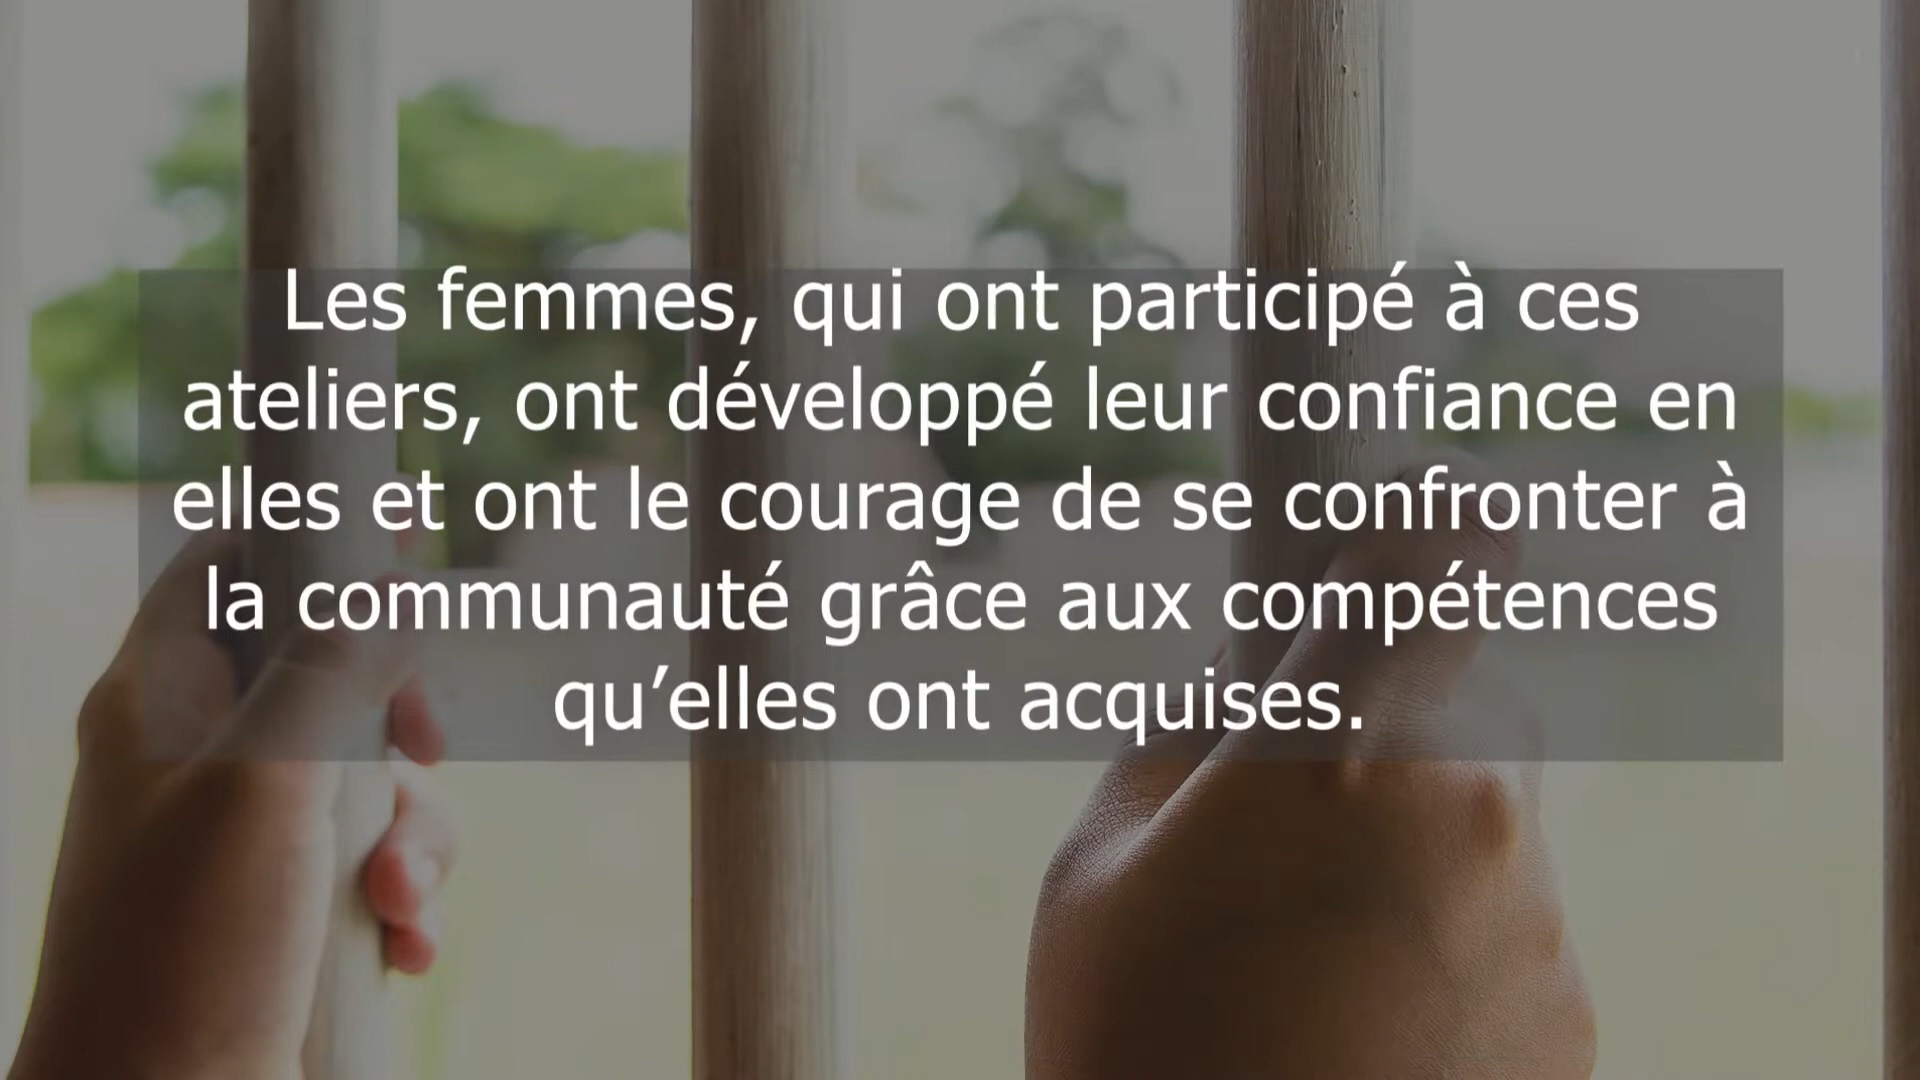 Les femmes, qui ont participé à ces
ateliers, ont développé leur confiance en
elles et ont le courage de se confronter à
la communauté grâce aux compétences
qu’elles ont acquises.